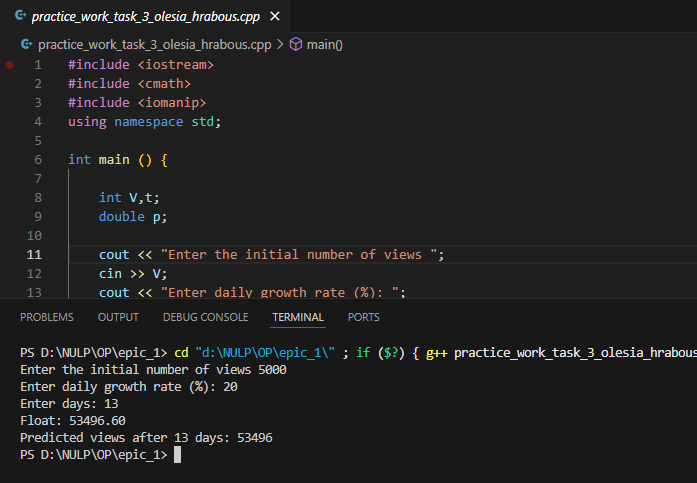 practice_work_task_3_olesia_hrabous.cpp
practice_work_task_3_olesia_hrabous.cpp > main()
1 #include <iostream>
2 #include <cmath>
3 #include <iomanip>
4 using namespace std;
5
6 int main () {
7
8 int V,t;
9 double p;
10
11 cout << "Enter the initial number of views ";
12 cin >> V;
13 cout << "Enter daily growth rate (%): ";
PROBLEMS OUTPUT DEBUG CONSOLE TERMINAL PORTS
PS D:\NULP\OP\epic_1> cd "d:\NULP\OP\epic_1\" ; if ($?) { g++ practice_work_task_3_olesia_hrabous
Enter the initial number of views 5000
Enter daily growth rate (%): 20
Enter days: 13
Float: 53496.60
Predicted views after 13 days: 53496
PS D:\NULP\OP\epic_1>